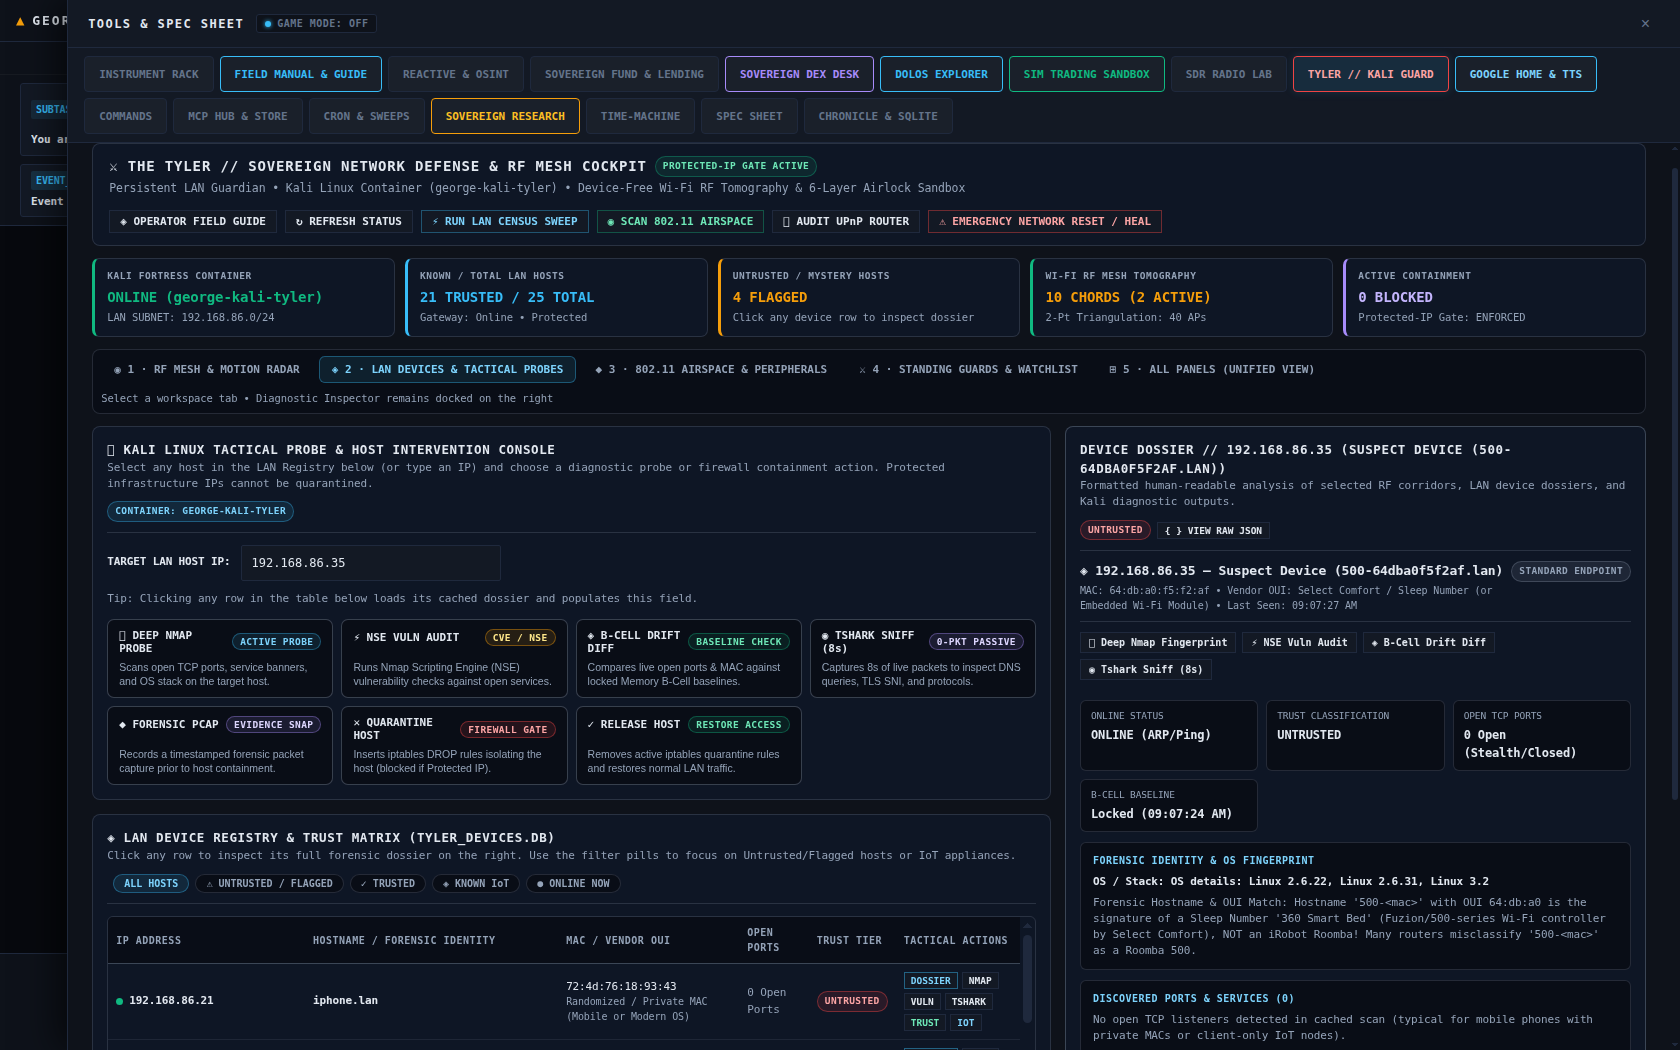 ▲ GEOR
SUBTAS
You ar
EVENT_
Event
TOOLS & SPEC SHEET
GAME MODE: OFF
×
INSTRUMENT RACK
FIELD MANUAL & GUIDE
REACTIVE & OSINT
SOVEREIGN FUND & LENDING
SOVEREIGN DEX DESK
DOLOS EXPLORER
SIM TRADING SANDBOX
SDR RADIO LAB
TYLER // KALI GUARD
GOOGLE HOME & TTS
COMMANDS
MCP HUB & STORE
CRON & SWEEPS
SOVEREIGN RESEARCH
TIME-MACHINE
SPEC SHEET
CHRONICLE & SQLITE
⚔ THE TYLER // SOVEREIGN NETWORK DEFENSE & RF MESH COCKPIT
PROTECTED-IP GATE ACTIVE
Persistent LAN Guardian • Kali Linux Container (george-kali-tyler) • Device-Free Wi-Fi RF Tomography & 6-Layer Airlock Sandbox
◈ OPERATOR FIELD GUIDE
↻ REFRESH STATUS
⚡ RUN LAN CENSUS SWEEP
◉ SCAN 802.11 AIRSPACE
AUDIT UPnP ROUTER
⚠ EMERGENCY NETWORK RESET / HEAL
KALI FORTRESS CONTAINER
ONLINE (george-kali-tyler)
LAN SUBNET: 192.168.86.0/24
KNOWN / TOTAL LAN HOSTS
21 TRUSTED / 25 TOTAL
Gateway: Online • Protected
UNTRUSTED / MYSTERY HOSTS
4 FLAGGED
Click any device row to inspect dossier
WI-FI RF MESH TOMOGRAPHY
10 CHORDS (2 ACTIVE)
2-Pt Triangulation: 40 APs
ACTIVE CONTAINMENT
0 BLOCKED
Protected-IP Gate: ENFORCED
◉ 1 · RF MESH & MOTION RADAR
◈ 2 · LAN DEVICES & TACTICAL PROBES
◆ 3 · 802.11 AIRSPACE & PERIPHERALS
⚔ 4 · STANDING GUARDS & WATCHLIST
⊞ 5 · ALL PANELS (UNIFIED VIEW)
Select a workspace tab • Diagnostic Inspector remains docked on the right
KALI LINUX TACTICAL PROBE & HOST INTERVENTION CONSOLE
Select any host in the LAN Registry below (or type an IP) and choose a diagnostic probe or firewall containment action. Protected
infrastructure IPs cannot be quarantined.
CONTAINER: GEORGE-KALI-TYLER
TARGET LAN HOST IP:
192.168.86.35
Tip: Clicking any row in the table below loads its cached dossier and populates this field.
DEEP NMAP
PROBE
ACTIVE PROBE
Scans open TCP ports, service banners,
and OS stack on the target host.
⚡ NSE VULN AUDIT
CVE / NSE
Runs Nmap Scripting Engine (NSE)
vulnerability checks against open services.
◈ B-CELL DRIFT
DIFF
BASELINE CHECK
Compares live open ports & MAC against
locked Memory B-Cell baselines.
◉ TSHARK SNIFF
(8s)
0-PKT PASSIVE
Captures 8s of live packets to inspect DNS
queries, TLS SNI, and protocols.
◆ FORENSIC PCAP
EVIDENCE SNAP
Records a timestamped forensic packet
capture prior to host containment.
✕ QUARANTINE
HOST
FIREWALL GATE
Inserts iptables DROP rules isolating the
host (blocked if Protected IP).
✓ RELEASE HOST
RESTORE ACCESS
Removes active iptables quarantine rules
and restores normal LAN traffic.
◈ LAN DEVICE REGISTRY & TRUST MATRIX (TYLER_DEVICES.DB)
Click any row to inspect its full forensic dossier on the right. Use the filter pills to focus on Untrusted/Flagged hosts or IoT appliances.
ALL HOSTS
⚠ UNTRUSTED / FLAGGED
✓ TRUSTED
◈ KNOWN IoT
● ONLINE NOW
IP ADDRESS
HOSTNAME / FORENSIC IDENTITY
MAC / VENDOR OUI
OPEN
PORTS
TRUST TIER
TACTICAL ACTIONS
● 192.168.86.21
iphone.lan
72:4d:76:18:93:43
Randomized / Private MAC
(Mobile or Modern OS)
0 Open
Ports
UNTRUSTED
DOSSIER
NMAP
VULN
TSHARK
TRUST
IOT
DEVICE DOSSIER // 192.168.86.35 (SUSPECT DEVICE (500-
64DBA0F5F2AF.LAN))
Formatted human-readable analysis of selected RF corridors, LAN device dossiers, and
Kali diagnostic outputs.
UNTRUSTED
{ } VIEW RAW JSON
◈ 192.168.86.35 — Suspect Device (500-64dba0f5f2af.lan)
STANDARD ENDPOINT
MAC: 64:db:a0:f5:f2:af • Vendor OUI: Select Comfort / Sleep Number (or
Embedded Wi-Fi Module) • Last Seen: 09:07:27 AM
Deep Nmap Fingerprint
⚡ NSE Vuln Audit
◈ B-Cell Drift Diff
◉ Tshark Sniff (8s)
ONLINE STATUS
ONLINE (ARP/Ping)
TRUST CLASSIFICATION
UNTRUSTED
OPEN TCP PORTS
0 Open
(Stealth/Closed)
B-CELL BASELINE
Locked (09:07:24 AM)
FORENSIC IDENTITY & OS FINGERPRINT
OS / Stack: OS details: Linux 2.6.22, Linux 2.6.31, Linux 3.2
Forensic Hostname & OUI Match: Hostname '500-<mac>' with OUI 64:db:a0 is the
signature of a Sleep Number '360 Smart Bed' (Fuzion/500-series Wi-Fi controller
by Select Comfort), NOT an iRobot Roomba! Many routers misclassify '500-<mac>'
as a Roomba 500.
DISCOVERED PORTS & SERVICES (0)
No open TCP listeners detected in cached scan (typical for mobile phones with
private MACs or client-only IoT nodes).